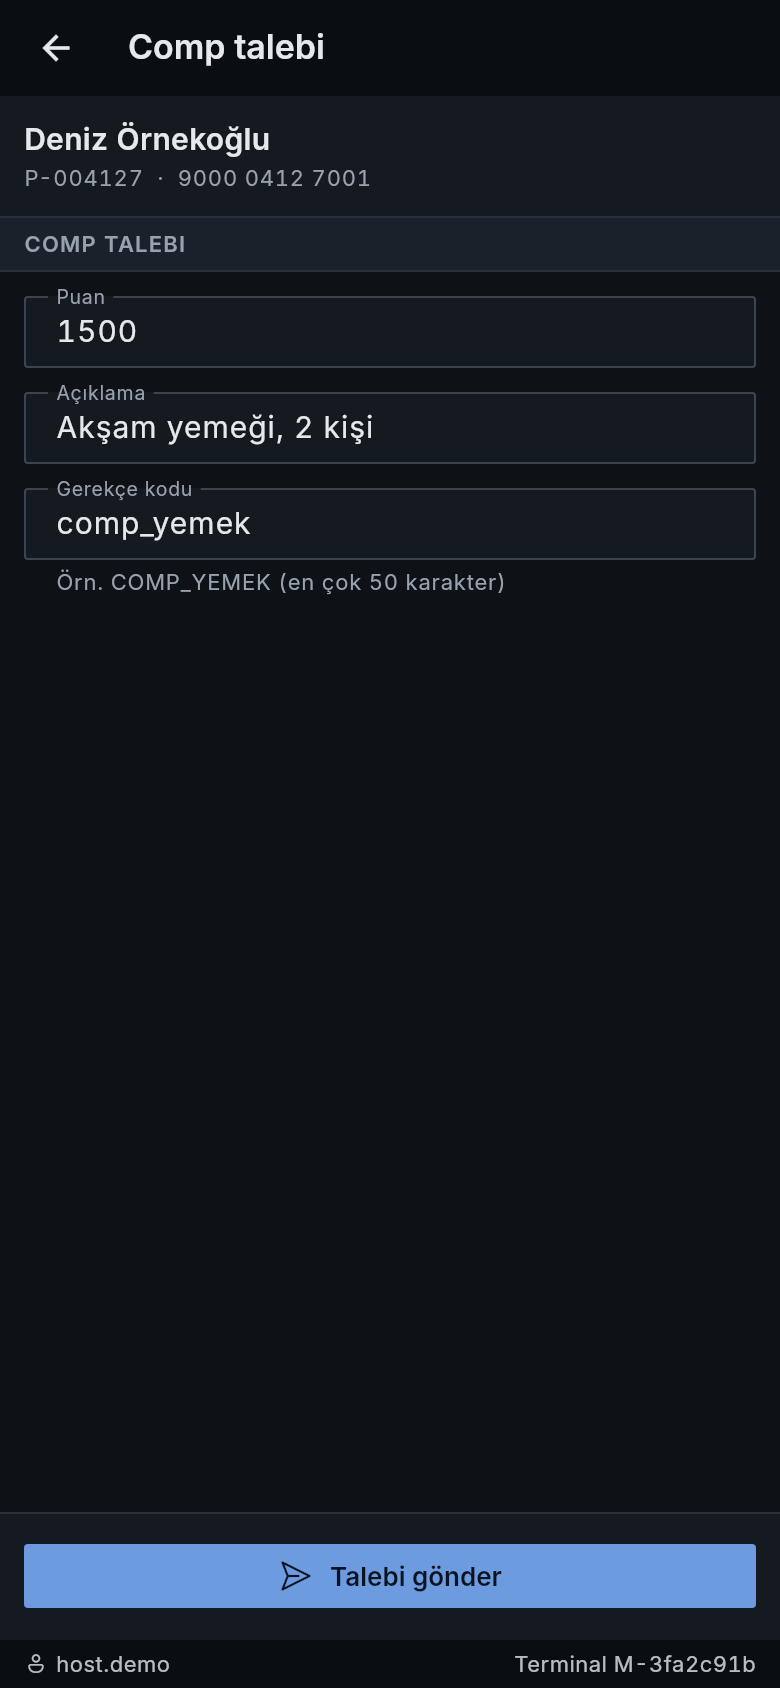 Comp talebi
Deniz Örnekoğlu
P-004127 · 9000 0412 7001
COMP TALEBI
Puan
1500
Açıklama
Akşam yemeği, 2 kişi
Gerekçe kodu
comp_yemek
Örn. COMP_YEMEK (en çok 50 karakter)
Talebi gönder
host.demo
Terminal M-3fa2c91b